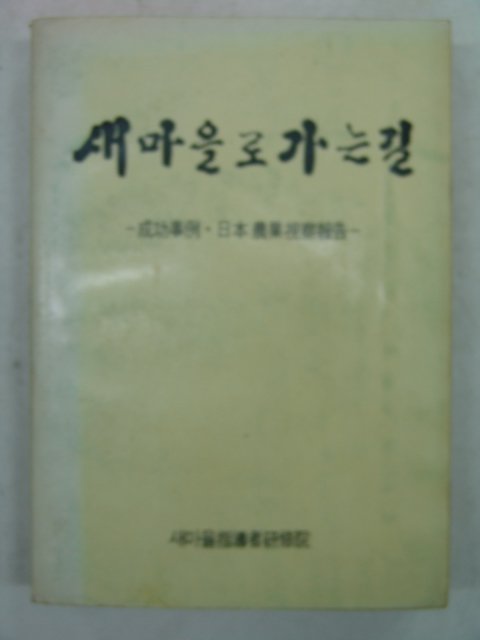 새마을로 가는 길
-成功事例·日本 農業視察報告-
새마을指導者研修院